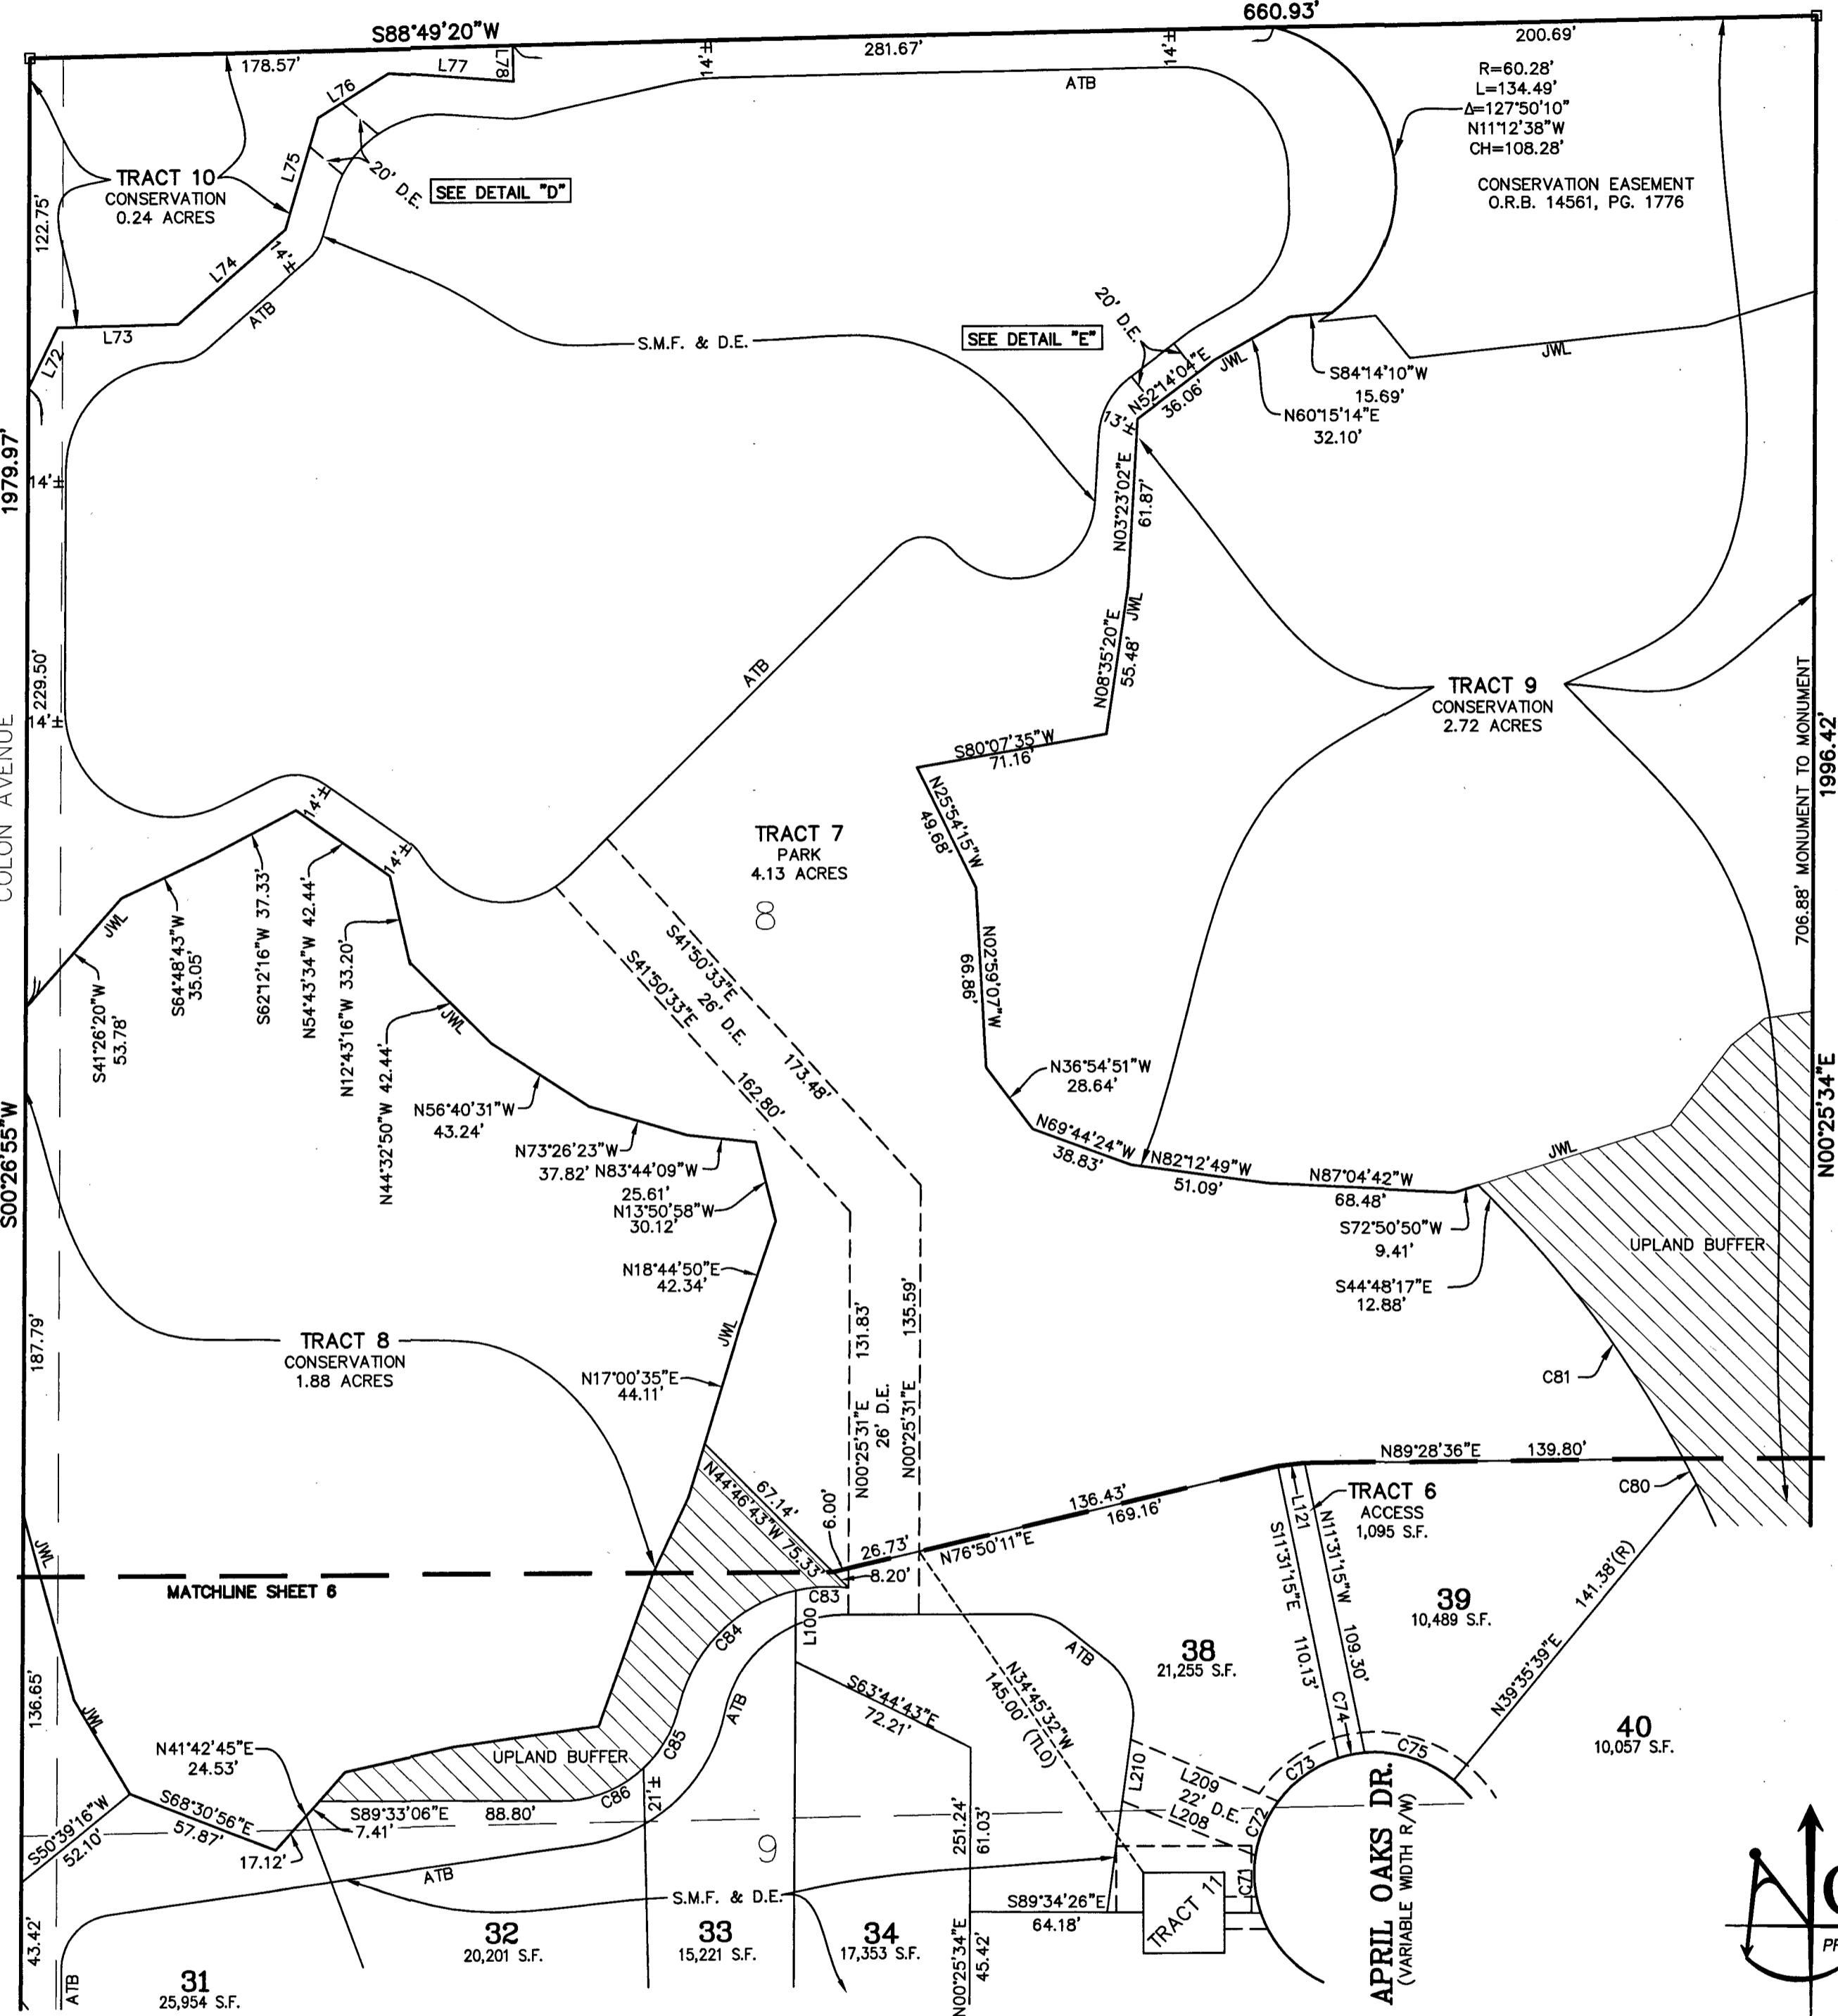 S88°49'20"W
660.93'
178.57'
L77
L78
14'±
281.67'
14'±
200.69'
L76
ATB
R=60.28'
L=134.49'
Δ=127°50'10"
N11°12'38"W
CH=108.28'
L75
20' D.E.
SEE DETAIL "D"
TRACT 10
CONSERVATION
0.24 ACRES
CONSERVATION EASEMENT
O.R.B. 14561, PG. 1776
122.75'
L74
14'±
ATB
L73
L72
S.M.F. & D.E.
SEE DETAIL "E"
20' D.E.
N52°14'04"E
36.06'
JWL
JWL
S84°14'10"W
15.69'
N60°15'14"E
32.10'
13'±
1979.97'
14'±
N03°23'02"E
61.87'
JWL
N08°35'20"E
55.48'
229.50'
14'±
COLON AVENUE
ATB
TRACT 9
CONSERVATION
2.72 ACRES
706.88' MONUMENT TO MONUMENT
1996.42'
S80°07'35"W
71.16'
N25°54'15"W
49.68'
14'±
14'±
TRACT 7
PARK
4.13 ACRES
8
JWL
S41°26'20"W
53.78'
S64°48'43"W
35.05'
S62°12'16"W 37.33'
N54°43'34"W 42.44'
N12°43'16"W 33.20'
N44°32'50"W 42.44'
JWL
S41°50'33"E
26' D.E.
S41°50'33"E
173.48'
162.80'
N02°59'07"W
66.86'
N36°54'51"W
28.64'
N56°40'31"W
43.24'
N73°26'23"W
37.82'
N83°44'09"W
25.61'
N13°50'58"W
30.12'
N69°44'24"W
38.83'
N82°12'49"W
51.09'
N87°04'42"W
68.48'
JWL
S72°50'50"W
9.41'
S44°48'17"E
12.88'
UPLAND BUFFER
S00°26'55"W
N00°25'34"E
N18°44'50"E
42.34'
JWL
N17°00'35"E
44.11'
187.79'
TRACT 8
CONSERVATION
1.88 ACRES
131.83'
N00°25'31"E
26' D.E.
135.59'
N00°25'31"E
C81
N89°28'36"E
139.80'
C80
67.14'
N44°46'43"W 75.33'
6.00'
26.73'
8.20'
136.43'
169.16'
N76°50'11"E
L121
TRACT 6
ACCESS
1,095 S.F.
S11°31'15"E
110.13'
N11°31'15"W
109.30'
JWL
MATCHLINE SHEET 6
C83
L100
C84
39
10,489 S.F.
141.38'(R)
N39°35'39"E
38
21,255 S.F.
ATB
N34°45'32"W
145.00' (TLO)
S63°44'43"E
72.21'
136.65'
JWL
N41°42'45"E
24.53'
UPLAND BUFFER
C85
ATB
C86
21'±
C74
C73
C75
40
10,057 S.F.
L210
L209
22' D.E.
L208
C72
C71
S89°33'06"E
88.80'
7.41'
S68°30'56"E
57.87'
S50°39'16"W
52.10'
17.12'
ATB
9
251.24'
61.03'
S.M.F. & D.E.
S89°34'26"E
64.18'
TRACT 11
APRIL OAKS DR.
(VARIABLE WIDTH R/W)
43.42'
ATB
31
25,954 S.F.
32
20,201 S.F.
33
15,221 S.F.
34
17,353 S.F.
N00°25'34"E
45.42'